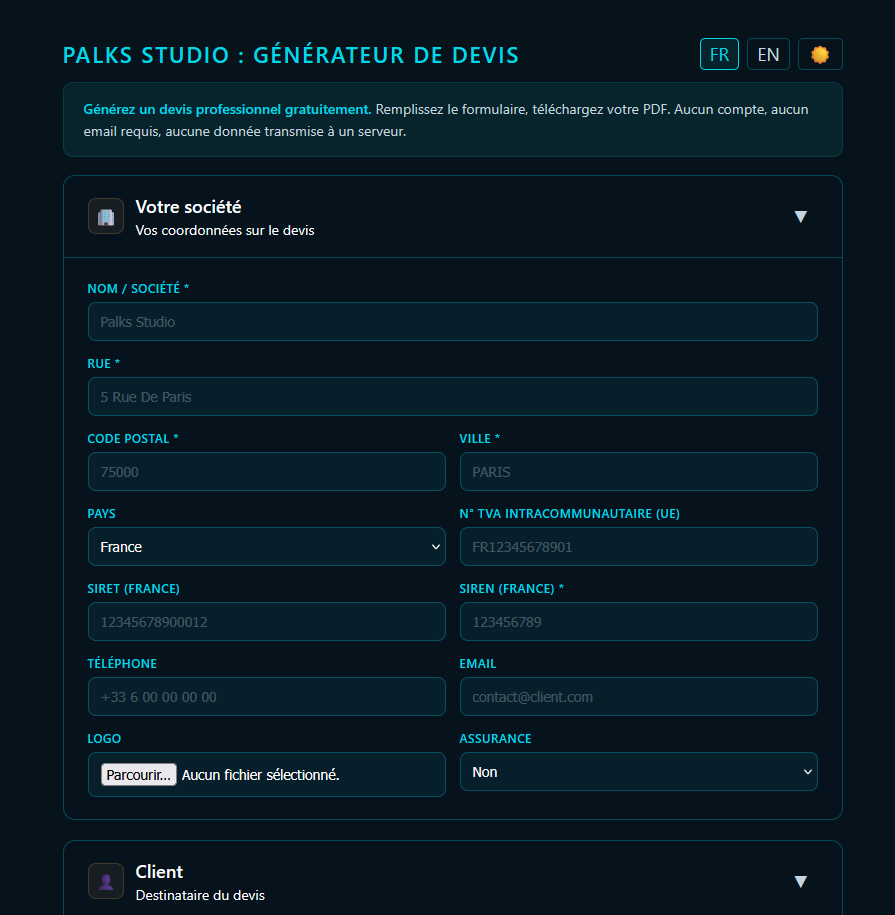 PALKS STUDIO : GÉNÉRATEUR DE DEVIS
FR
EN
Générez un devis professionnel gratuitement. Remplissez le formulaire, téléchargez votre PDF. Aucun compte, aucun
email requis, aucune donnée transmise à un serveur.
Votre société
Vos coordonnées sur le devis
▼
NOM / SOCIÉTÉ *
Palks Studio
RUE *
5 Rue De Paris
CODE POSTAL *
VILLE *
75000
PARIS
PAYS
N° TVA INTRACOMMUNAUTAIRE (UE)
France
FR12345678901
SIRET (FRANCE)
SIREN (FRANCE) *
12345678900012
123456789
TÉLÉPHONE
EMAIL
+33 6 00 00 00 00
contact@client.com
LOGO
ASSURANCE
Parcourir... Aucun fichier sélectionné.
Non
Client
Destinataire du devis
▼